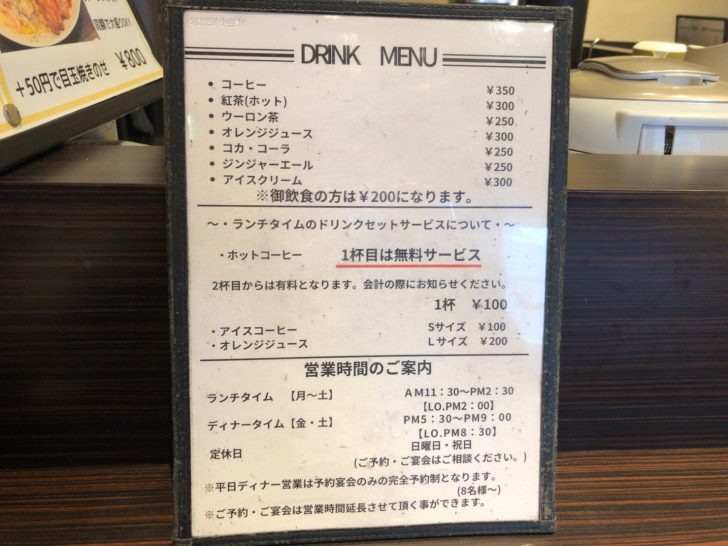 +50円で目玉焼きのせ ¥800
DRINK MENU
• コーヒー ¥350
• 紅茶(ホット) ¥300
• ウーロン茶 ¥250
• オレンジジュース ¥300
• コカ・コーラ ¥250
• ジンジャーエール ¥250
• アイスクリーム ¥300
※御飲食の方は¥200になります。
～・ランチタイムのドリンクセットサービスについて・～
・ホットコーヒー 1杯目は無料サービス
2杯目からは有料となります。会計の際にお知らせください。
1杯 ¥100
・アイスコーヒー Sサイズ ¥100
・オレンジジュース Lサイズ ¥200
営業時間のご案内
ランチタイム 【月～土】 AM11：30～PM2：30
【LO.PM2：00】
ディナータイム【金・土】 PM5：30～PM9：00
【LO.PM8：30】
定休日 日曜日・祝日
(ご予約・ご宴会はご相談ください。)
※平日ディナー営業は予約宴会のみの完全予約制となります。
(8名様～)
※ご予約・ご宴会は営業時間延長させて頂く事ができます。